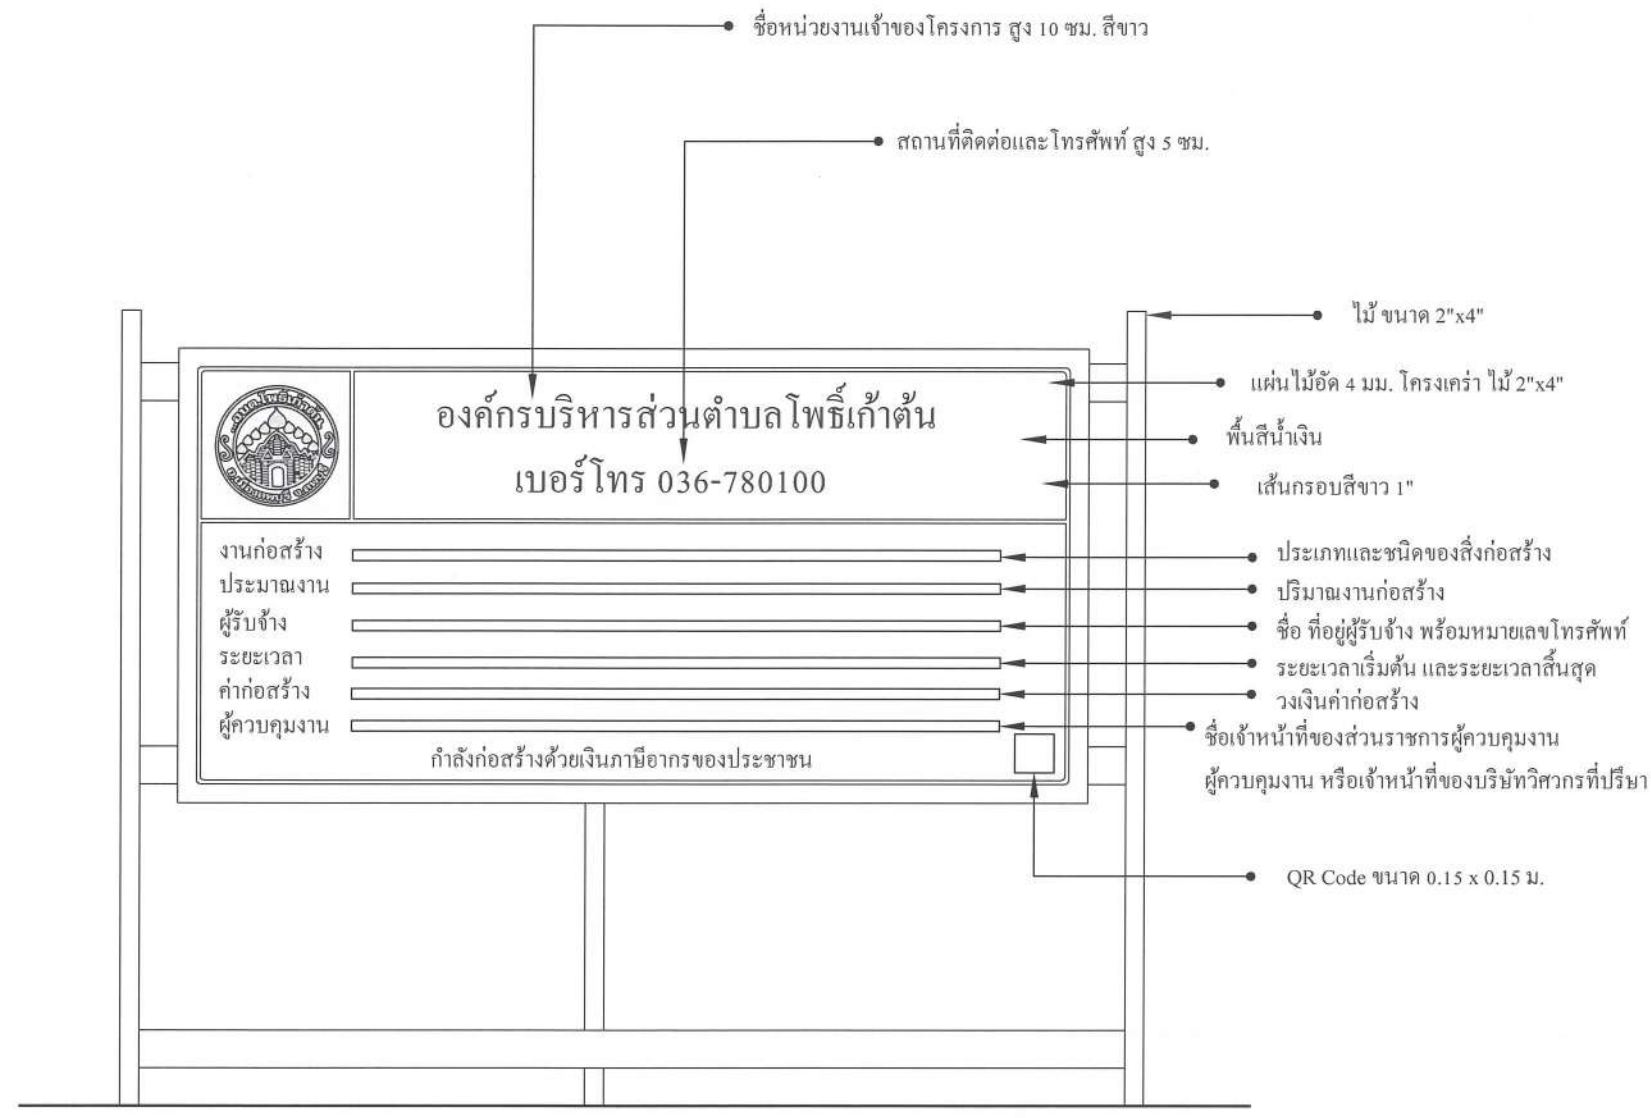 ชื่อหน่วยงานเจ้าของโครงการ สูง 10 ซม. สีขาว
สถานที่ติดต่อและโทรศัพท์ สูง 5 ซม.
ไม้ ขนาด 2"x4"
แผ่นไม้อัด 4 มม. โครงเคร่า ไม้ 2"x4"
องค์กรบริหารส่วนตำบลโพธิ์เก้าต้น
พื้นสีน้ำเงิน
เบอร์โทร 036-780100
เส้นกรอบสีขาว 1"
งานก่อสร้าง
ประเภทและชนิดของสิ่งก่อสร้าง
ประมาณงาน
ปริมาณงานก่อสร้าง
ผู้รับจ้าง
ชื่อ ที่อยู่ผู้รับจ้าง พร้อมหมายเลขโทรศัพท์
ระยะเวลา
ระยะเวลาเริ่มต้น และระยะเวลาสิ้นสุด
ค่าก่อสร้าง
วงเงินค่าก่อสร้าง
ผู้ควบคุมงาน
ชื่อเจ้าหน้าที่ของส่วนราชการผู้ควบคุมงาน
กำลังก่อสร้างด้วยเงินภาษีอากรของประชาชน
ผู้ควบคุมงาน หรือเจ้าหน้าที่ของบริษัทวิศวกรที่ปรึษา
QR Code ขนาด 0.15 x 0.15 ม.